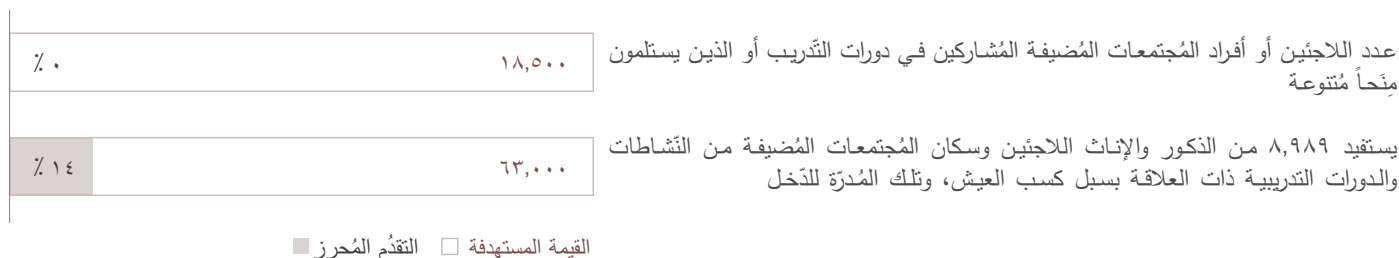 عدد اللاجئين أو أفراد المُجتمعات المُضيفة المُشاركين في دورات التّدريب أو الذين يستلمون
مِنَحاً مُتنوعة
١٨,٥٠٠
٠ ٪
يستفيد ٨,٩٨٩ من الذكور والإناث اللاجئين وسكان المُجتمعات المُضيفة من النّشاطات
والدورات التدريبية ذات العلاقة بسبل كسب العيش، وتلك المُدرّة للدّخل
٦٣,٠٠٠
١٤ ٪
القيمة المستهدفة
التقدُم المُحرز